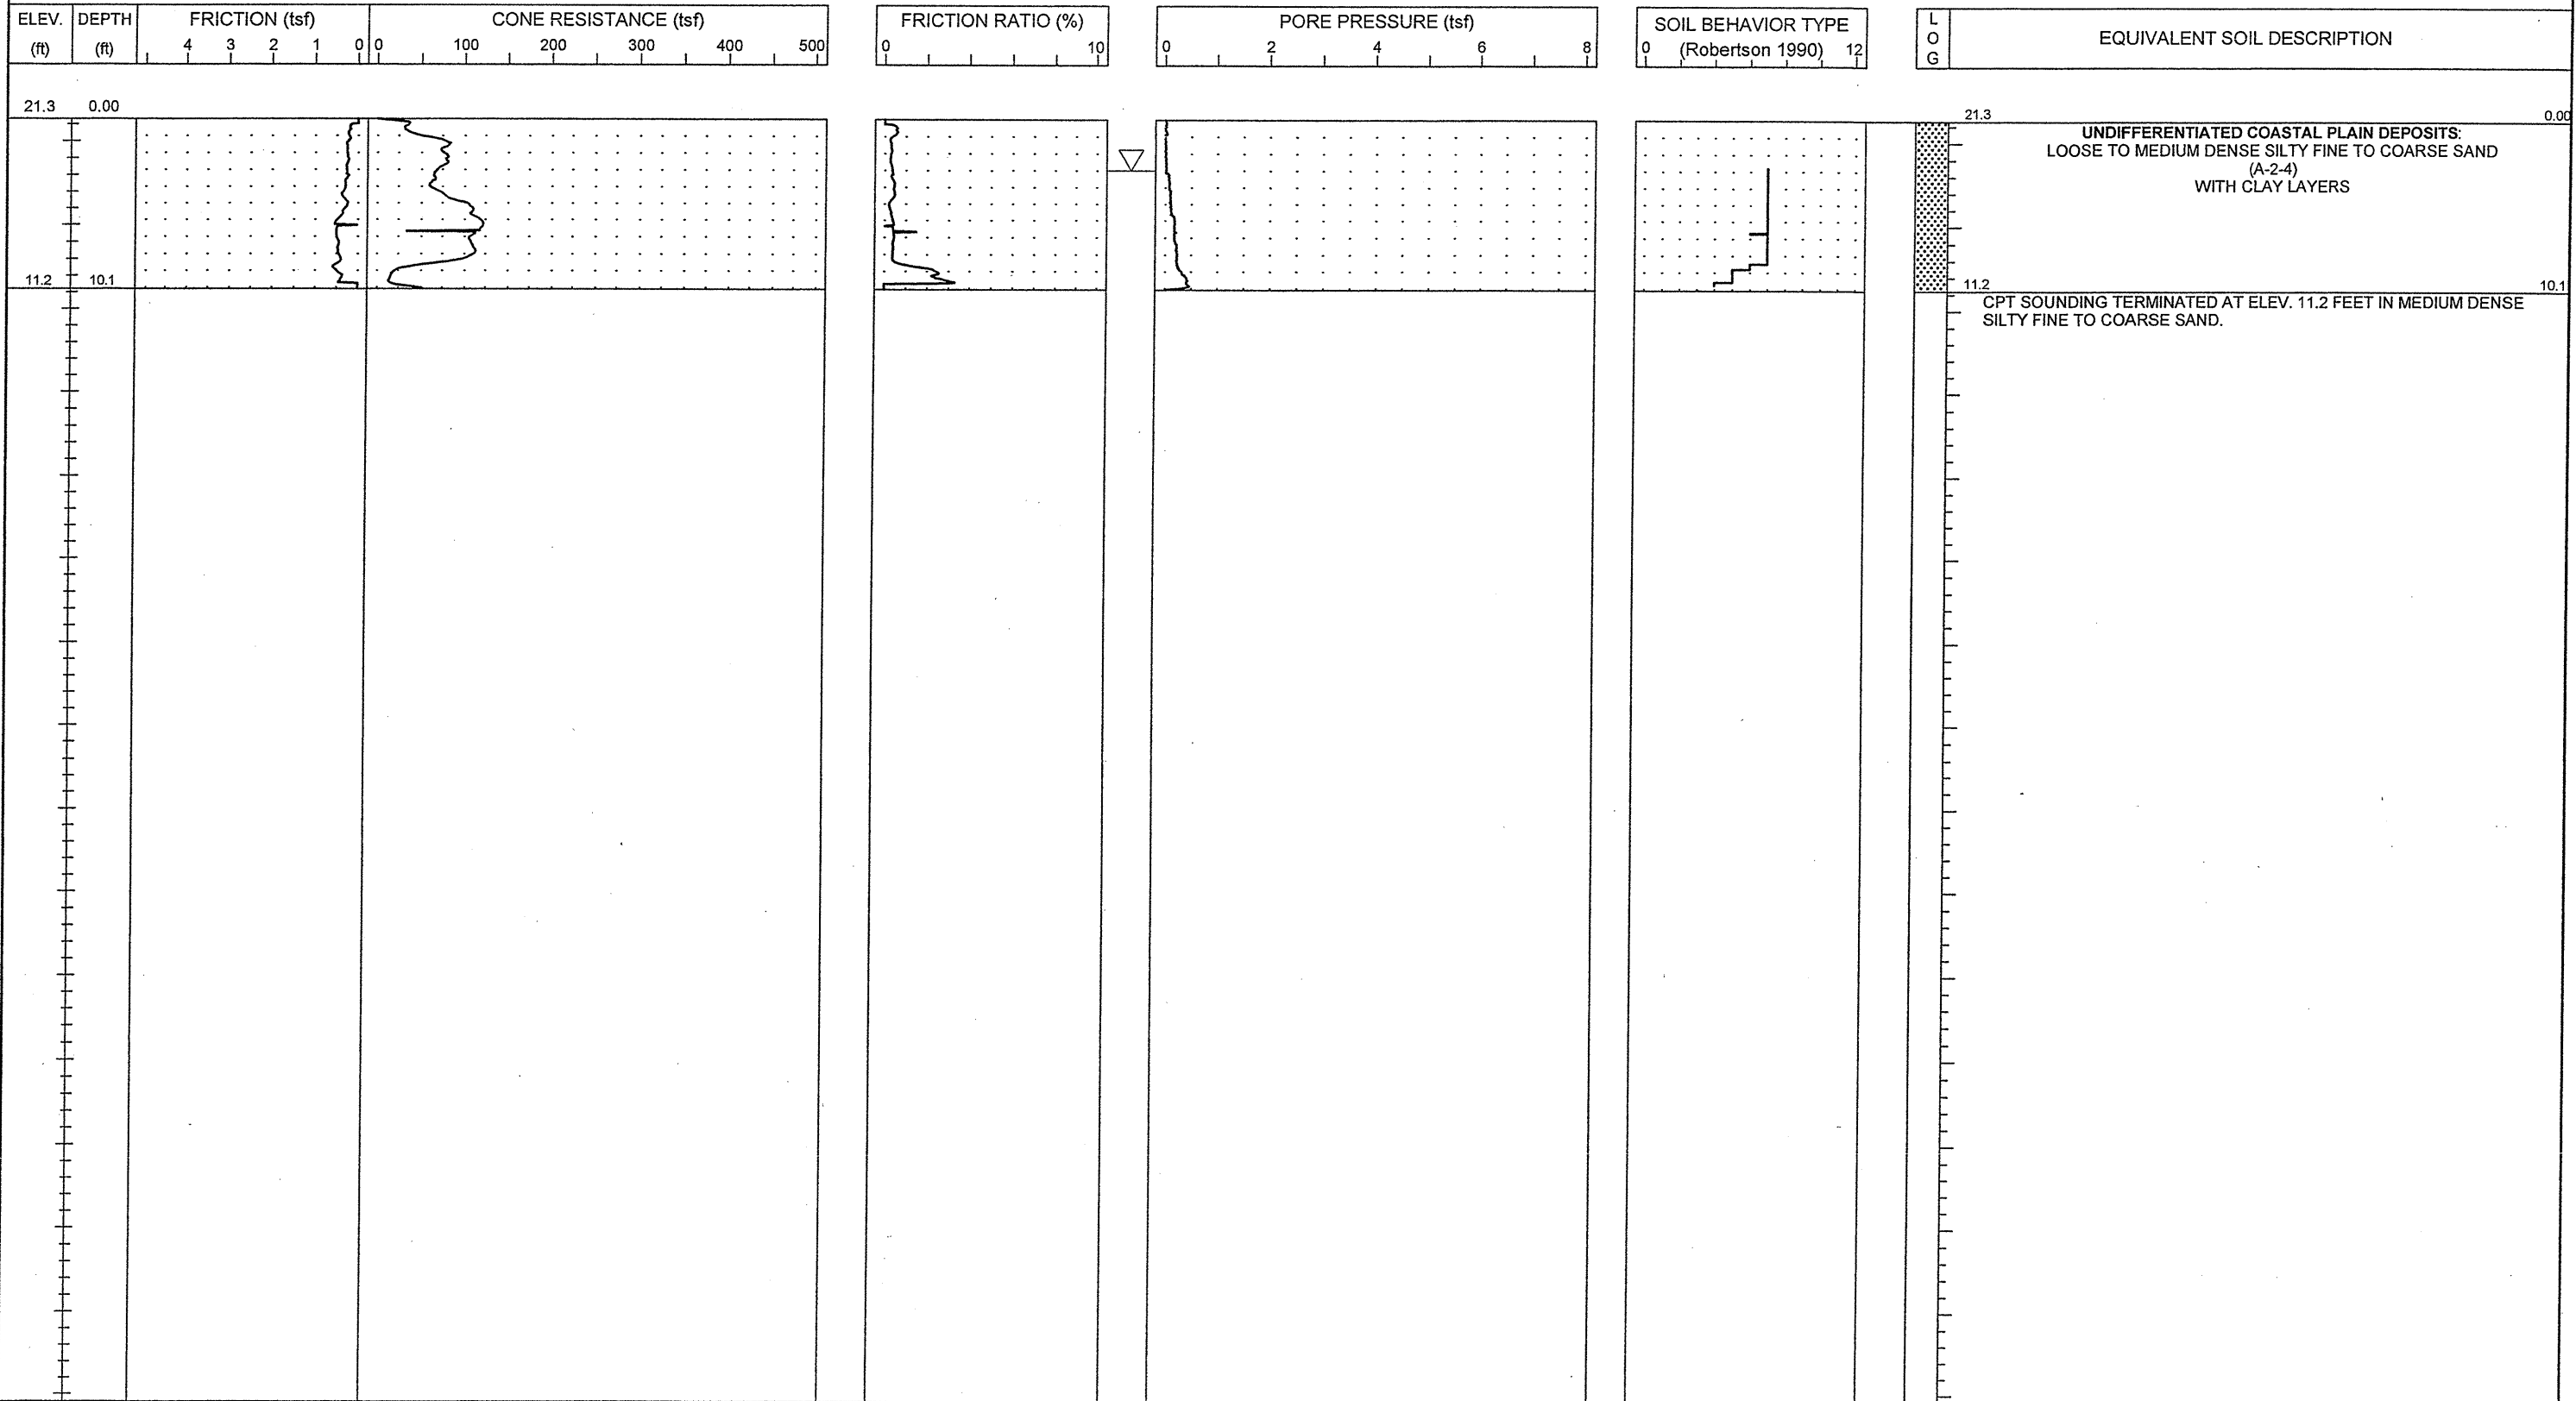 ELEV.
(ft)
DEPTH
(ft)
FRICTION (tsf)
4 3 2 1 0
CONE RESISTANCE (tsf)
0 100 200 300 400 500
FRICTION RATIO (%)
0 10
PORE PRESSURE (tsf)
0 2 4 6 8
SOIL BEHAVIOR TYPE
(Robertson 1990)
0 12
L
O
G
EQUIVALENT SOIL DESCRIPTION
21.3 0.00
21.3 0.00
UNDIFFERENTIATED COASTAL PLAIN DEPOSITS:
LOOSE TO MEDIUM DENSE SILTY FINE TO COARSE SAND
(A-2-4)
WITH CLAY LAYERS
11.2 10.1
11.2 10.1
CPT SOUNDING TERMINATED AT ELEV. 11.2 FEET IN MEDIUM DENSE
SILTY FINE TO COARSE SAND.